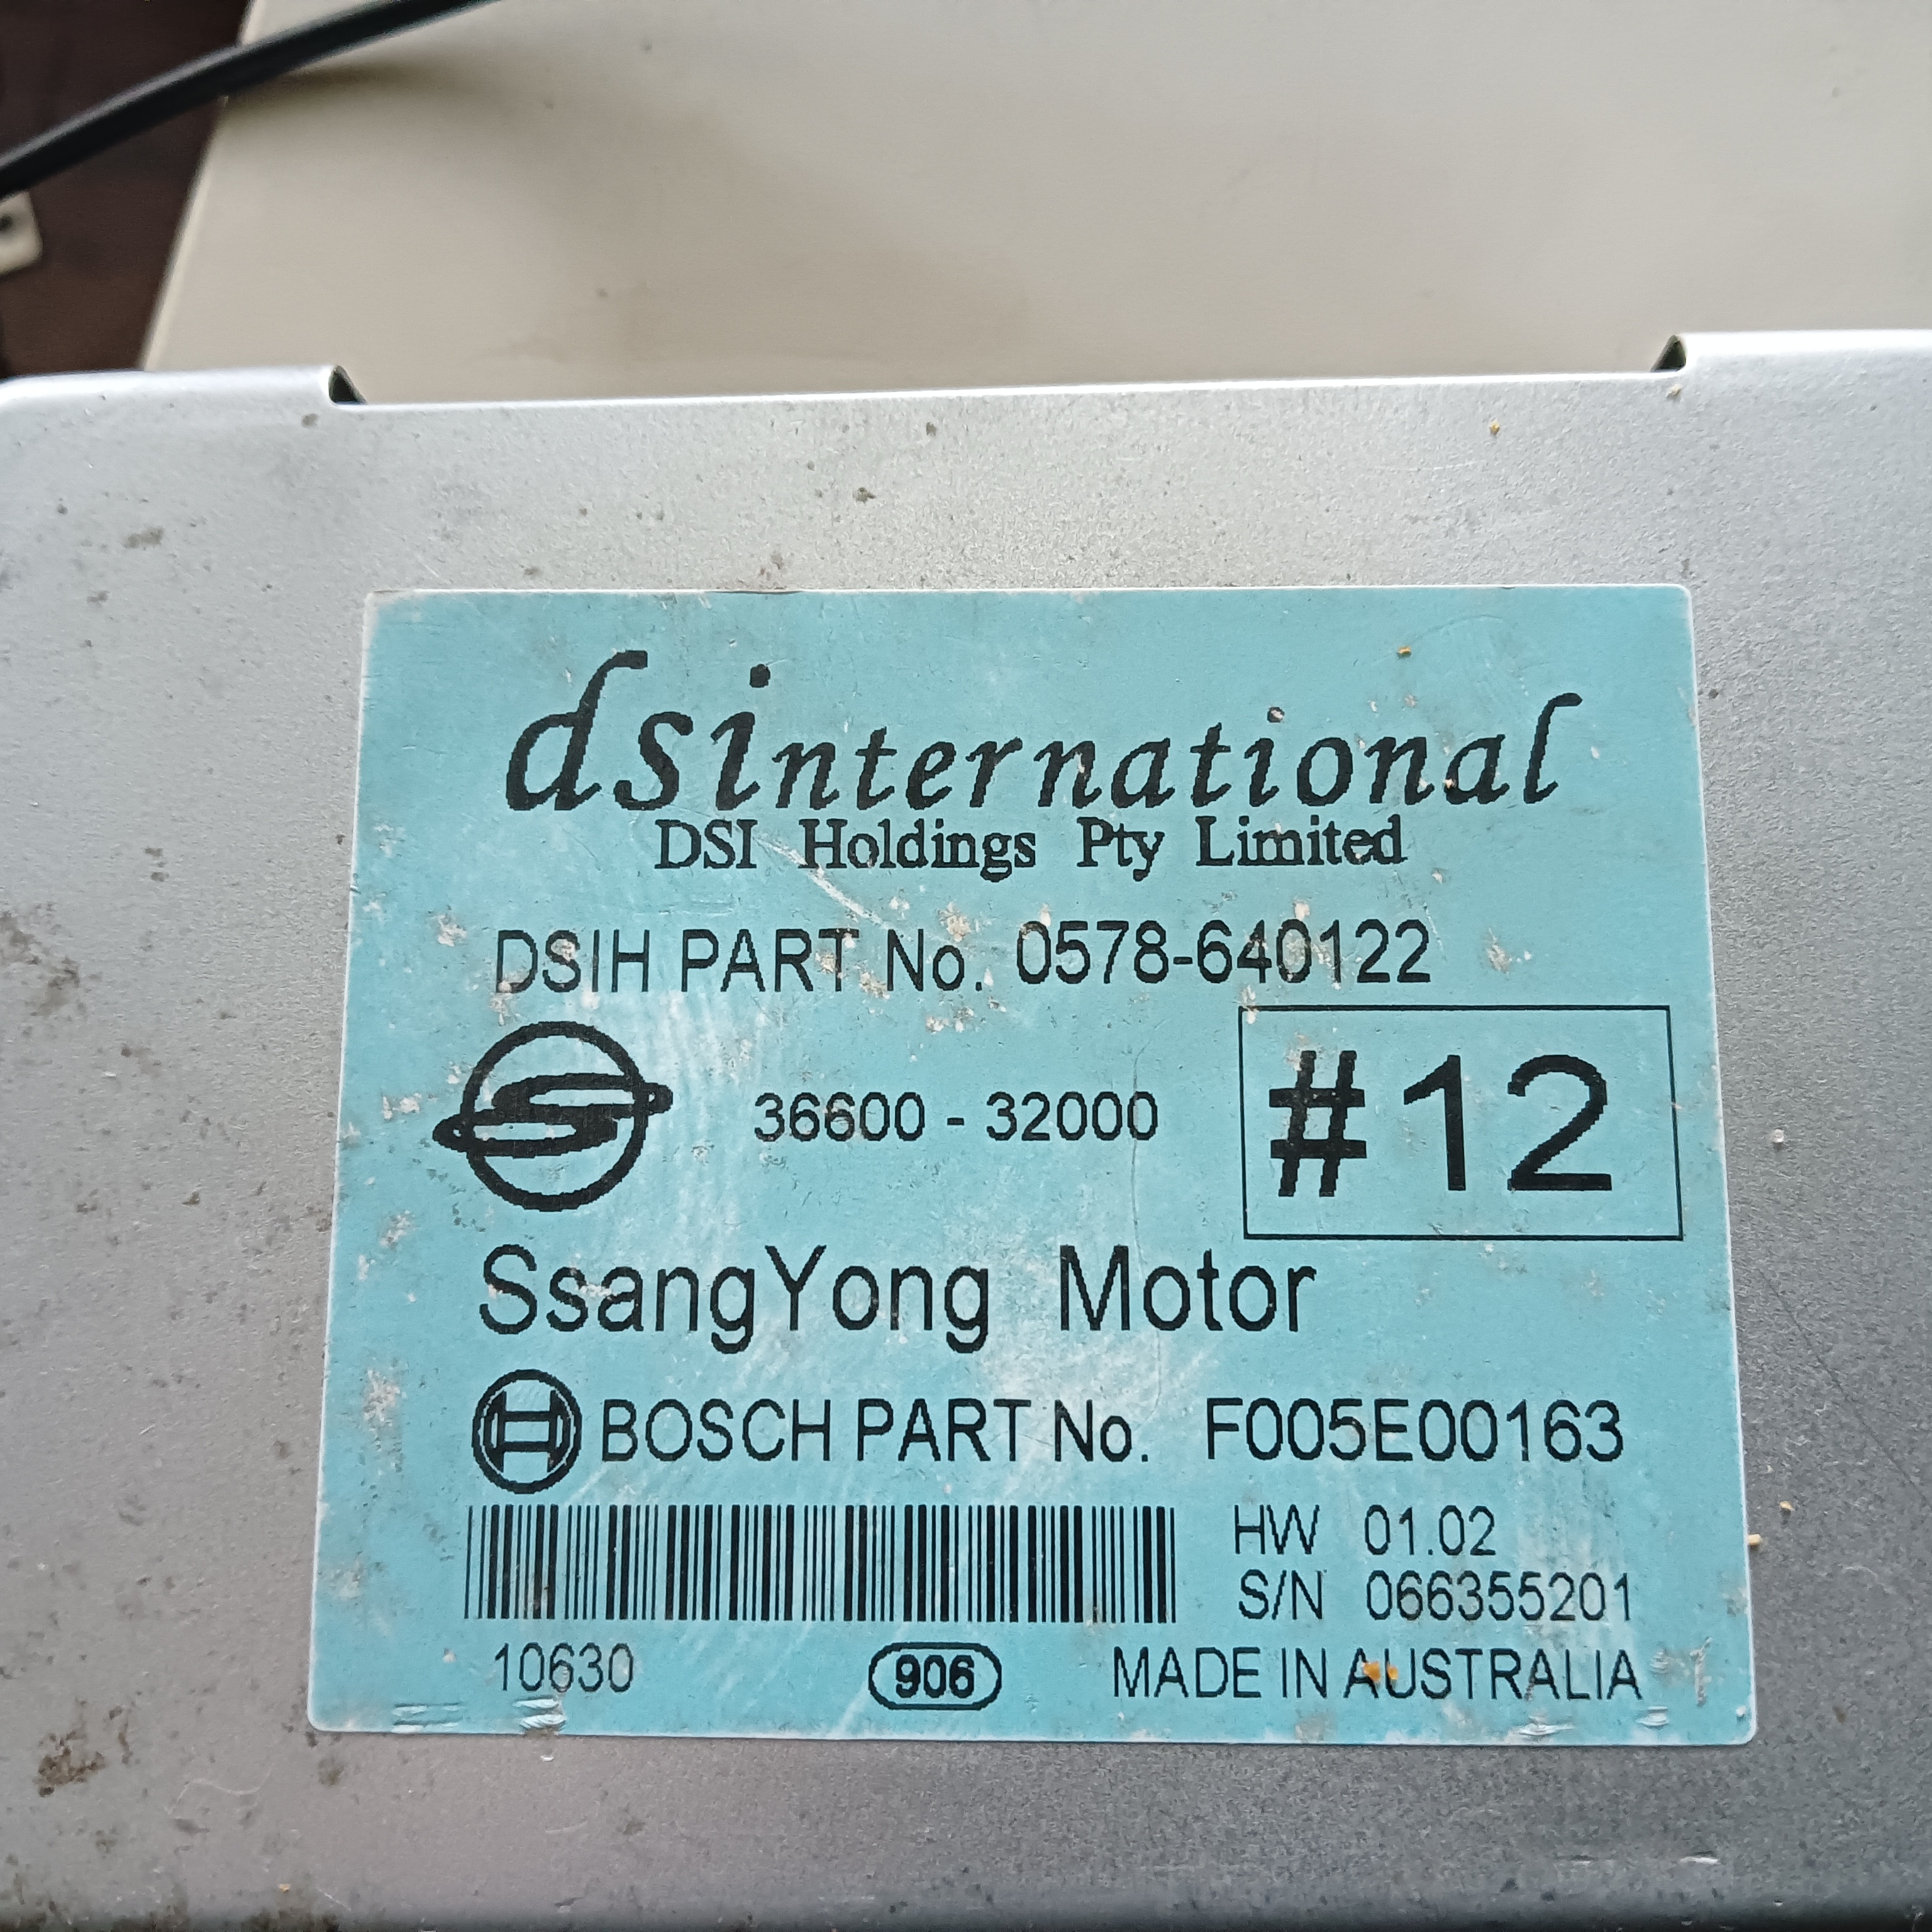 dsinternational
DSI Holdings Pty Limited
DSIH PART No. 0578-640122
36600 - 32000
#12
SsangYong Motor
BOSCH PART No. F005E00163
HW 01.02
S/N 066355201
10630
906
MADE IN AUSTRALIA